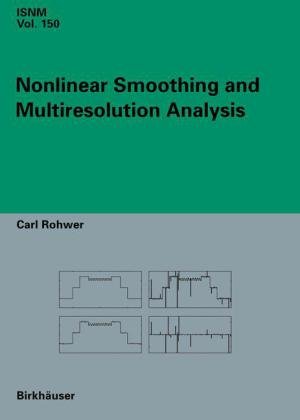 ISNM
Vol. 150
Nonlinear Smoothing and
Multiresolution Analysis
Carl Rohwer
Birkhäuser